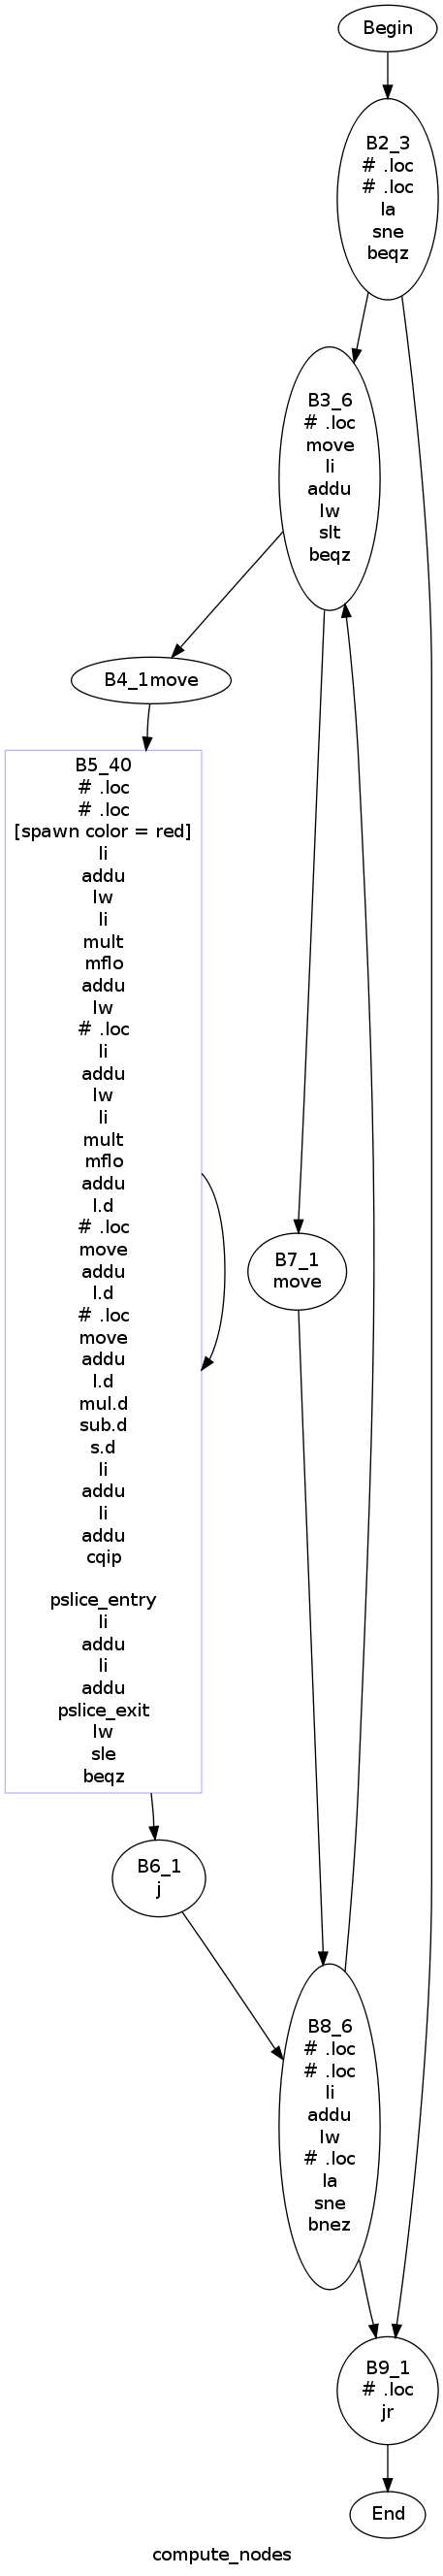 Begin
B2_3
# .loc
# .loc
la
sne
beqz
B3_6
# .loc
move
li
addu
lw
slt
beqz
B4_1move
B5_40
# .loc
# .loc
[spawn color = red]
li
addu
lw
li
mult
mflo
addu
lw
# .loc
li
addu
lw
li
mult
mflo
addu
l.d
# .loc
move
addu
l.d
# .loc
move
addu
l.d
mul.d
sub.d
s.d
li
addu
li
addu
cqip
pslice_entry
li
addu
li
addu
pslice_exit
lw
sle
beqz
B7_1
move
B6_1
j
B8_6
# .loc
# .loc
li
addu
lw
# .loc
la
sne
bnez
B9_1
# .loc
jr
End
compute_nodes